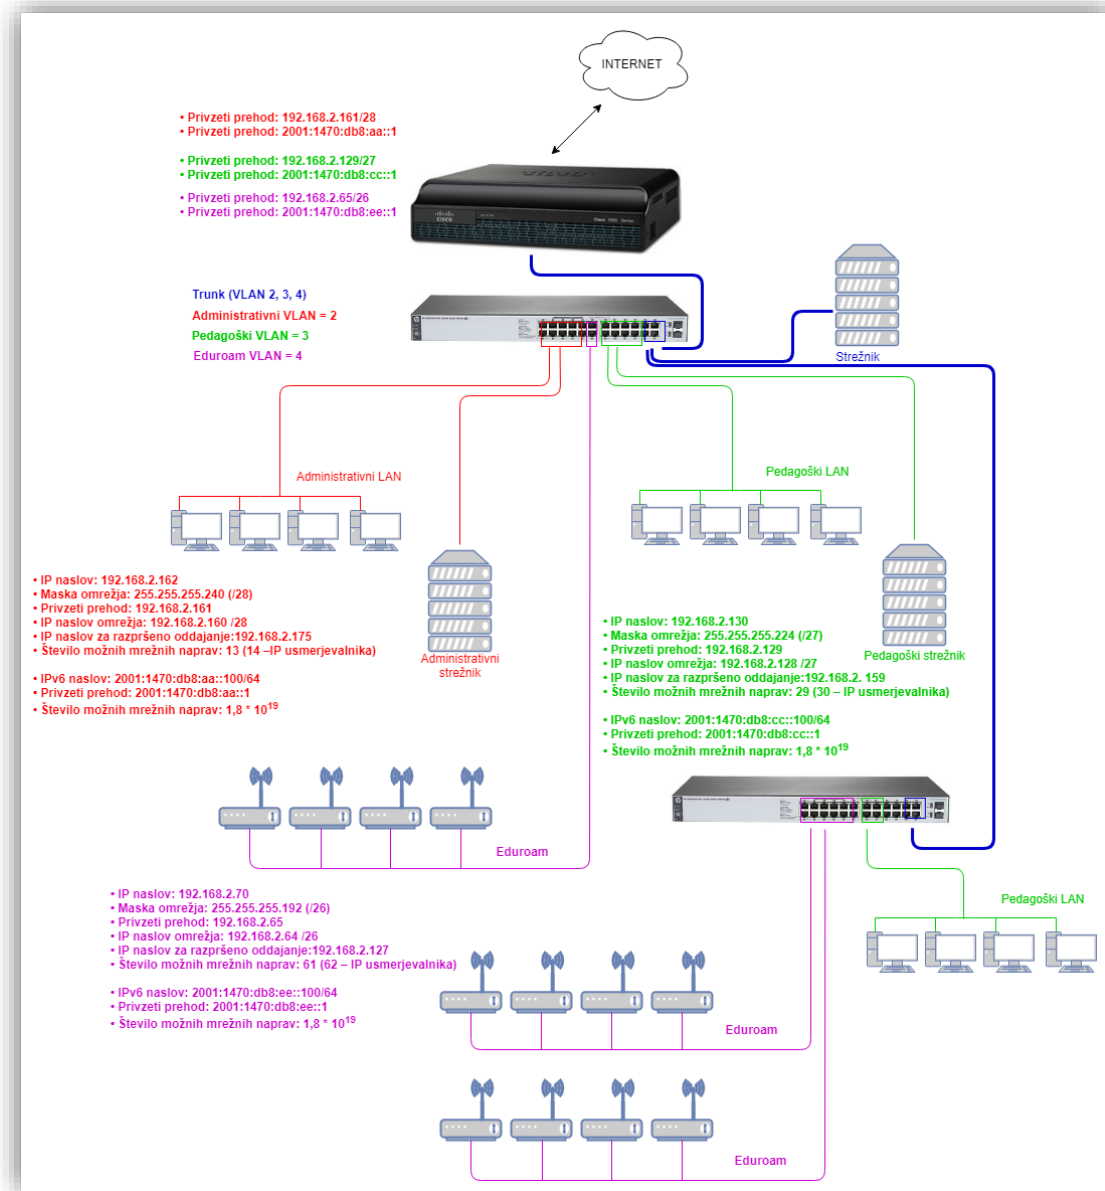 INTERNET
• Privzeti prehod: 192.168.2.161/28
• Privzeti prehod: 2001:1470:db8:aa::1
• Privzeti prehod: 192.168.2.129/27
• Privzeti prehod: 2001:1470:db8:cc::1
• Privzeti prehod: 192.168.2.65/26
• Privzeti prehod: 2001:1470:db8:ee::1
CISCO
Trunk (VLAN 2, 3, 4)
Administrativni VLAN = 2
Pedagoški VLAN = 3
Eduroam VLAN = 4
Strežnik
Administrativni LAN
Pedagoški LAN
• IP naslov: 192.168.2.162
• Maska omrežja: 255.255.255.240 (/28)
• Privzeti prehod: 192.168.2.161
• IP naslov omrežja: 192.168.2.160 /28
• IP naslov za razpršeno oddajanje:192.168.2.175
• Število možnih mrežnih naprav: 13 (14 –IP usmerjevalnika)
• IPv6 naslov: 2001:1470:db8:aa::100/64
• Privzeti prehod: 2001:1470:db8:aa::1
• Število možnih mrežnih naprav: 1,8 * 10^19
Administrativni
strežnik
• IP naslov: 192.168.2.130
• Maska omrežja: 255.255.255.224 (/27)
• Privzeti prehod: 192.168.2.129
• IP naslov omrežja: 192.168.2.128 /27
• IP naslov za razpršeno oddajanje:192.168.2. 159
• Število možnih mrežnih naprav: 29 (30 – IP usmerjevalnika)
• IPv6 naslov: 2001:1470:db8:cc::100/64
• Privzeti prehod: 2001:1470:db8:cc::1
• Število možnih mrežnih naprav: 1,8 * 10^19
Pedagoški strežnik
Eduroam
• IP naslov: 192.168.2.70
• Maska omrežja: 255.255.255.192 (/26)
• Privzeti prehod: 192.168.2.65
• IP naslov omrežja: 192.168.2.64 /26
• IP naslov za razpršeno oddajanje:192.168.2.127
• Število možnih mrežnih naprav: 61 (62 – IP usmerjevalnika)
• IPv6 naslov: 2001:1470:db8:ee::100/64
• Privzeti prehod: 2001:1470:db8:ee::1
• Število možnih mrežnih naprav: 1,8 * 10^19
Pedagoški LAN
Eduroam
Eduroam